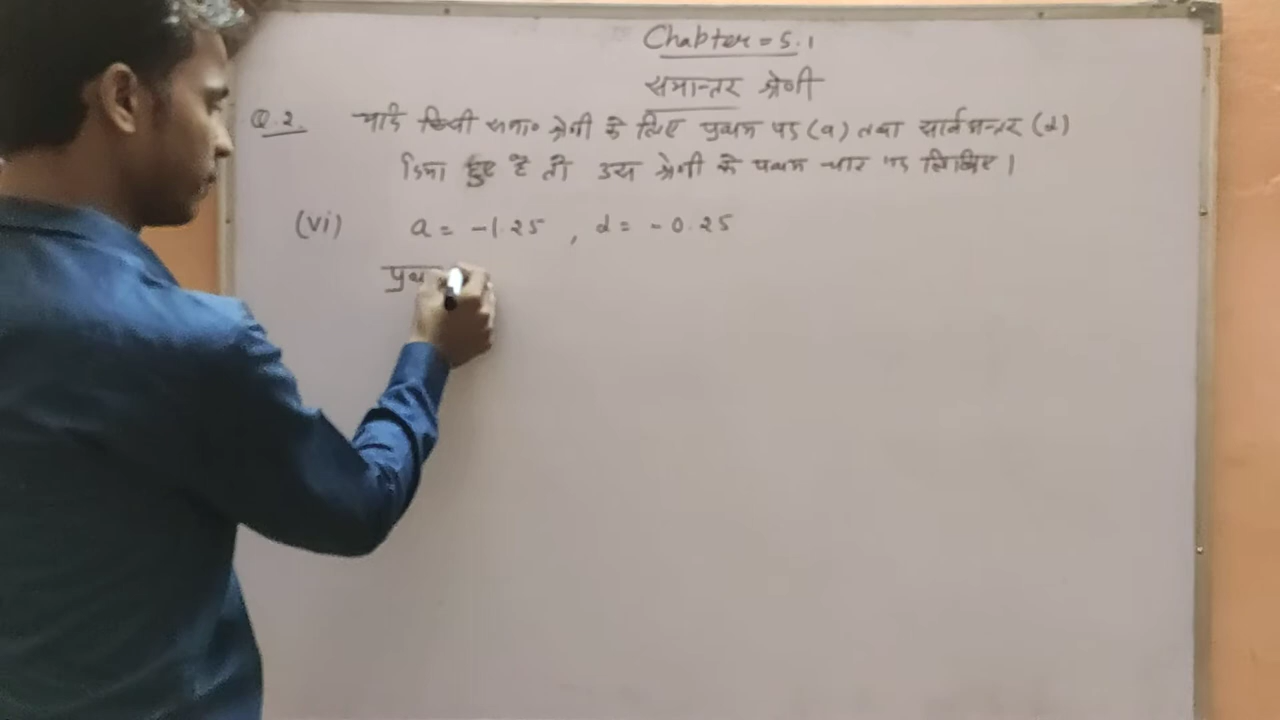 Chapter = 5.1
समान्तर श्रेणी
Q.2. यदि किसी समा० श्रेणी के लिए प्रथम पद (a) तथा सार्वअन्तर (d)
दिया हुए है तो उस श्रेणी के प्रथम चार पद लिखिए।
(vi) a = -1.25 , d = -0.25
प्रथ